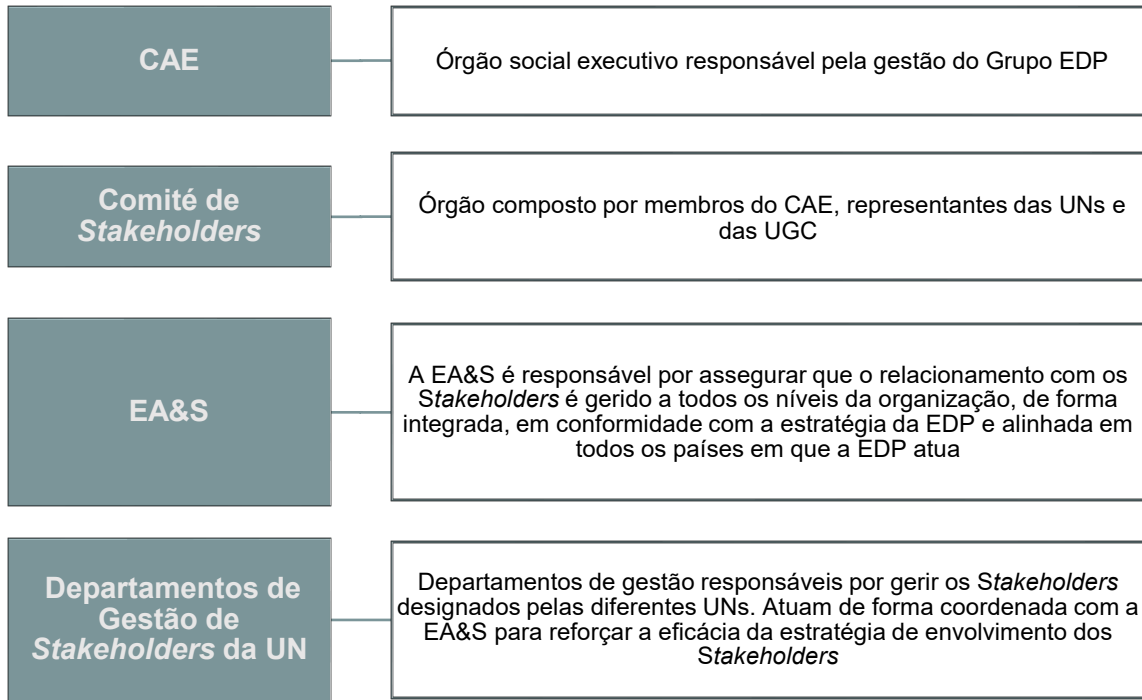 CAE
Órgão social executivo responsável pela gestão do Grupo EDP
Comité de
Stakeholders
Órgão composto por membros do CAE, representantes das UNs e
das UGC
EA&S
A EA&S é responsável por assegurar que o relacionamento com os
Stakeholders é gerido a todos os níveis da organização, de forma
integrada, em conformidade com a estratégia da EDP e alinhada em
todos os países em que a EDP atua
Departamentos de
Gestão de
Stakeholders da UN
Departamentos de gestão responsáveis por gerir os Stakeholders
designados pelas diferentes UNs. Atuam de forma coordenada com a
EA&S para reforçar a eficácia da estratégia de envolvimento dos
Stakeholders